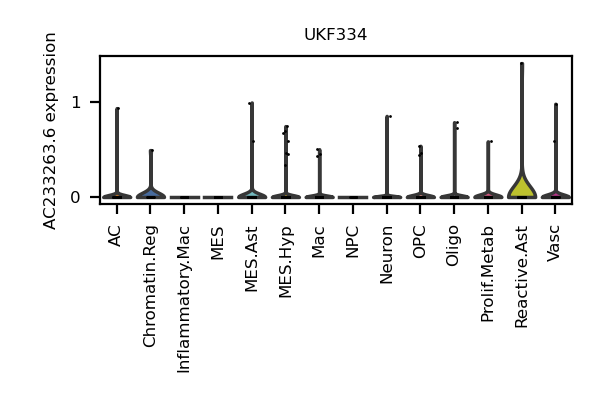 UKF334
AC233263.6 expression
1
0
AC
Chromatin.Reg
Inflammatory.Mac
MES
MES.Ast
MES.Hyp
Mac
NPC
Neuron
OPC
Oligo
Prolif.Metab
Reactive.Ast
Vasc